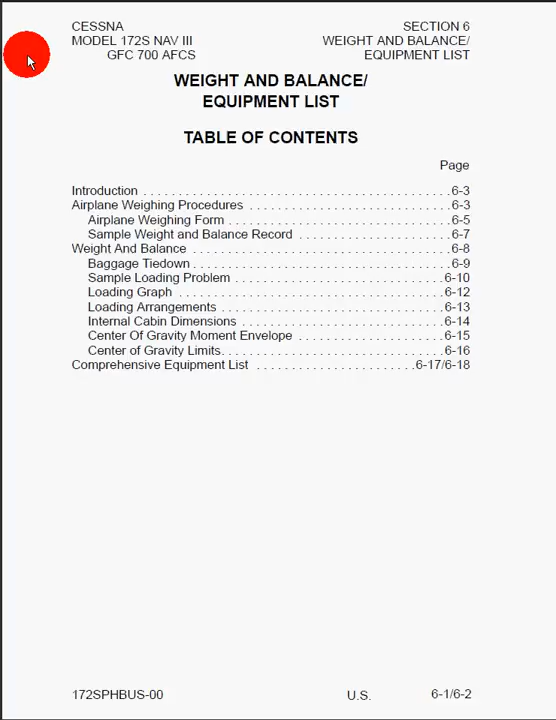 CESSNA SECTION 6
MODEL 172S NAV III WEIGHT AND BALANCE/
GFC 700 AFCS EQUIPMENT LIST
WEIGHT AND BALANCE/
EQUIPMENT LIST
TABLE OF CONTENTS
Page
Introduction . . . . . . . . . . . . . . . . . . . . . . . . . . . . . . . . . . . 6-3
Airplane Weighing Procedures . . . . . . . . . . . . . . . . . . . . . . . 6-3
Airplane Weighing Form . . . . . . . . . . . . . . . . . . . . . . . . . 6-5
Sample Weight and Balance Record . . . . . . . . . . . . . . . . . . 6-7
Weight And Balance . . . . . . . . . . . . . . . . . . . . . . . . . . . . . 6-8
Baggage Tiedown . . . . . . . . . . . . . . . . . . . . . . . . . . . . . 6-9
Sample Loading Problem . . . . . . . . . . . . . . . . . . . . . . . . 6-10
Loading Graph . . . . . . . . . . . . . . . . . . . . . . . . . . . . . . 6-12
Loading Arrangements . . . . . . . . . . . . . . . . . . . . . . . . . . 6-13
Internal Cabin Dimensions . . . . . . . . . . . . . . . . . . . . . . . 6-14
Center Of Gravity Moment Envelope . . . . . . . . . . . . . . . . . 6-15
Center of Gravity Limits. . . . . . . . . . . . . . . . . . . . . . . . . 6-16
Comprehensive Equipment List . . . . . . . . . . . . . . . . . . 6-17/6-18
172SPHBUS-00 U.S. 6-1/6-2